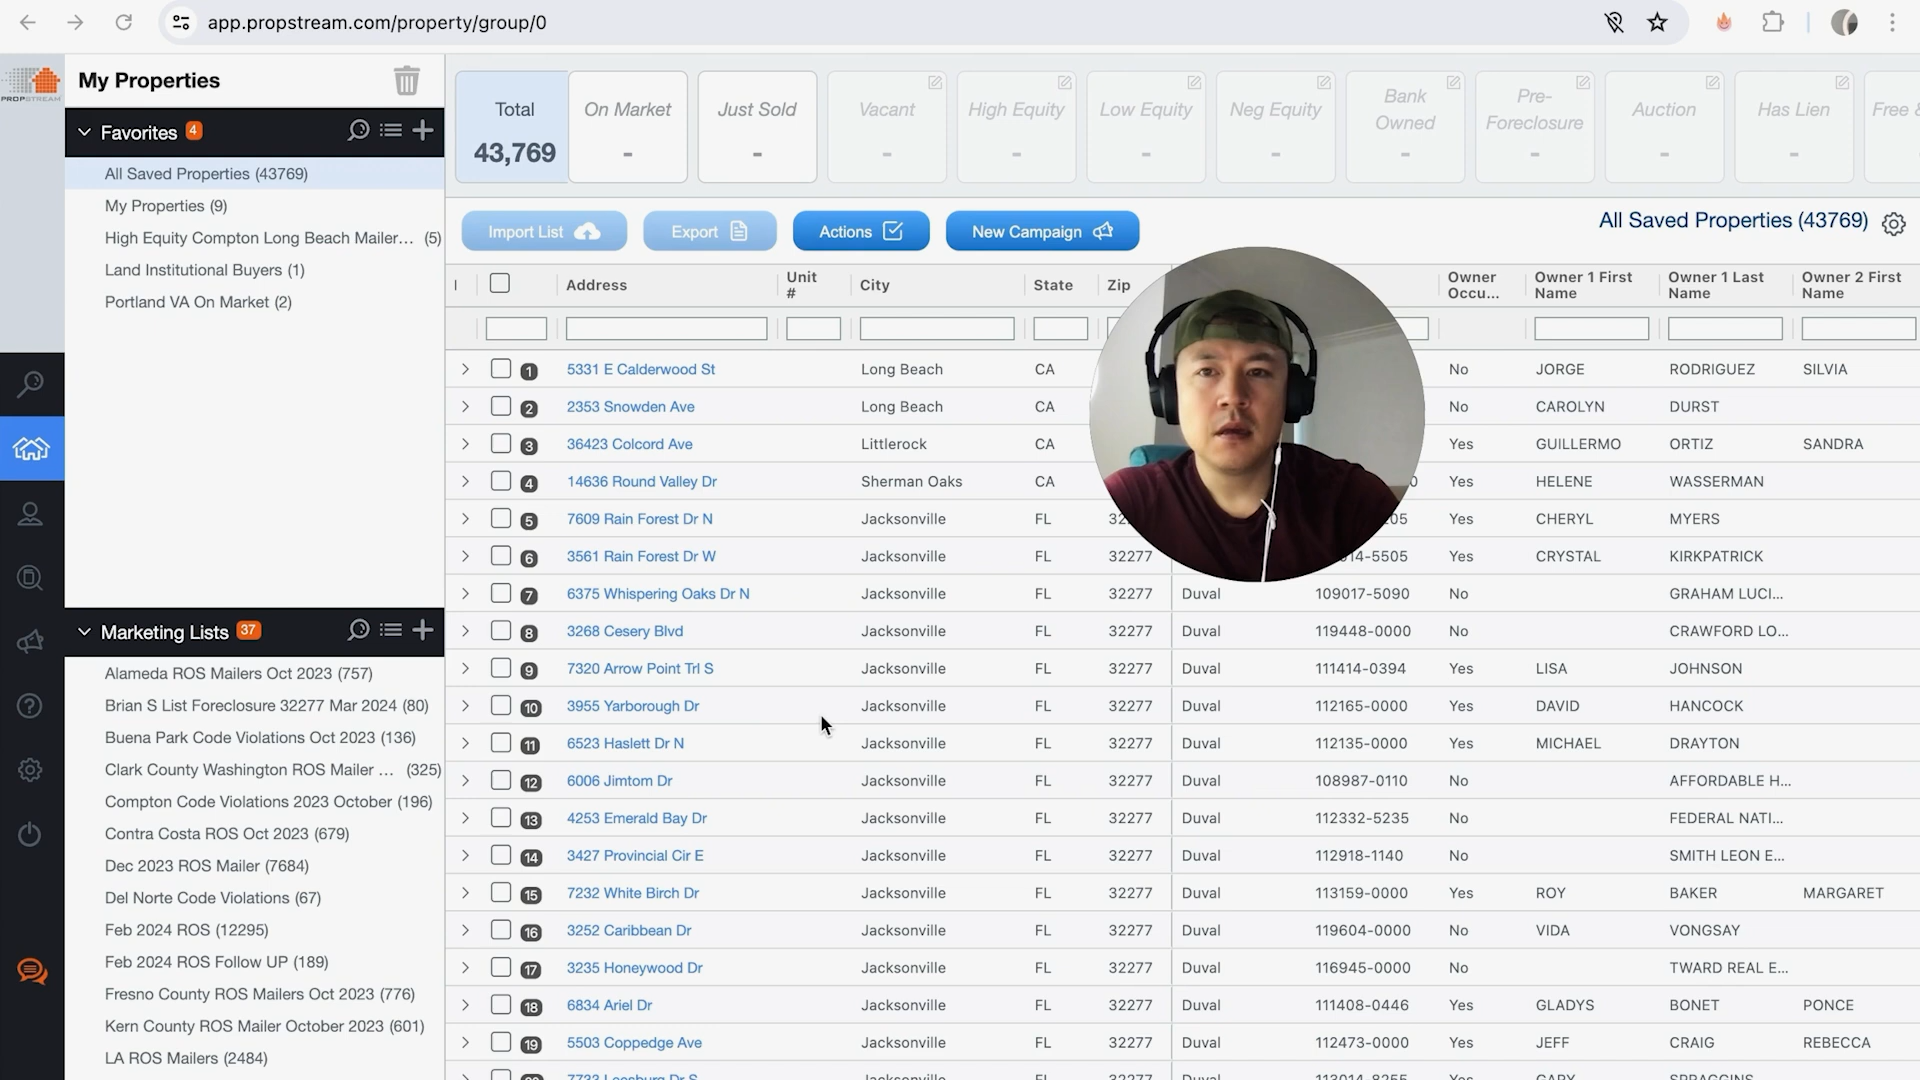 app.propstream.com/property/group/0
PROPSTREAM
My Properties
Favorites 4
All Saved Properties (43769)
My Properties (9)
High Equity Compton Long Beach Mailer... (5)
Land Institutional Buyers (1)
Portland VA On Market (2)
Marketing Lists 37
Alameda ROS Mailers Oct 2023 (757)
Brian S List Foreclosure 32277 Mar 2024 (80)
Buena Park Code Violations Oct 2023 (136)
Clark County Washington ROS Mailer ... (325)
Compton Code Violations 2023 October (196)
Contra Costa ROS Oct 2023 (679)
Dec 2023 ROS Mailer (7684)
Del Norte Code Violations (67)
Feb 2024 ROS (12295)
Feb 2024 ROS Follow UP (189)
Fresno County ROS Mailers Oct 2023 (776)
Kern County ROS Mailer October 2023 (601)
LA ROS Mailers (2484)
Total 43,769
On Market -
Just Sold -
Vacant -
High Equity -
Low Equity -
Neg Equity -
Bank Owned -
Pre-Foreclosure -
Auction -
Has Lien -
Free &
Import List Export Actions New Campaign
All Saved Properties (43769)
I Address Unit # City State Zip Owner Occu... Owner 1 First Name Owner 1 Last Name Owner 2 First Name
1 5331 E Calderwood St Long Beach CA No JORGE RODRIGUEZ SILVIA
2 2353 Snowden Ave Long Beach CA No CAROLYN DURST
3 36423 Colcord Ave Littlerock CA Yes GUILLERMO ORTIZ SANDRA
4 14636 Round Valley Dr Sherman Oaks CA 0 Yes HELENE WASSERMAN
5 7609 Rain Forest Dr N Jacksonville FL 32 05 Yes CHERYL MYERS
6 3561 Rain Forest Dr W Jacksonville FL 32277 14-5505 Yes CRYSTAL KIRKPATRICK
7 6375 Whispering Oaks Dr N Jacksonville FL 32277 Duval 109017-5090 No GRAHAM LUCI...
8 3268 Cesery Blvd Jacksonville FL 32277 Duval 119448-0000 No CRAWFORD LO...
9 7320 Arrow Point Trl S Jacksonville FL 32277 Duval 111414-0394 Yes LISA JOHNSON
10 3955 Yarborough Dr Jacksonville FL 32277 Duval 112165-0000 Yes DAVID HANCOCK
11 6523 Haslett Dr N Jacksonville FL 32277 Duval 112135-0000 Yes MICHAEL DRAYTON
12 6006 Jimtom Dr Jacksonville FL 32277 Duval 108987-0110 No AFFORDABLE H...
13 4253 Emerald Bay Dr Jacksonville FL 32277 Duval 112332-5235 No FEDERAL NATI...
14 3427 Provincial Cir E Jacksonville FL 32277 Duval 112918-1140 No SMITH LEON E...
15 7232 White Birch Dr Jacksonville FL 32277 Duval 113159-0000 Yes ROY BAKER MARGARET
16 3252 Caribbean Dr Jacksonville FL 32277 Duval 119604-0000 No VIDA VONGSAY
17 3235 Honeywood Dr Jacksonville FL 32277 Duval 116945-0000 No TWARD REAL E...
18 6834 Ariel Dr Jacksonville FL 32277 Duval 111408-0446 Yes GLADYS BONET PONCE
19 5503 Coppedge Ave Jacksonville FL 32277 Duval 112473-0000 Yes JEFF CRAIG REBECCA